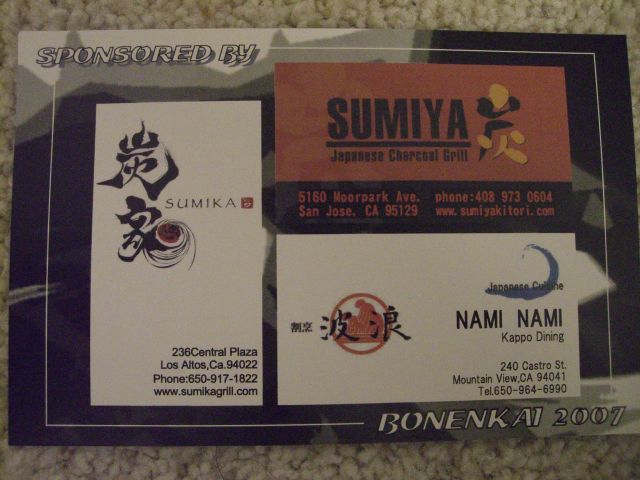 SPONSORED BY
炭家
SUMIKA
236Central Plaza
Los Altos,Ca.94022
Phone:650-917-1822
www.sumikagrill.com
SUMIYA 炭
Japanese Charcoal Grill
5160 Moorpark Ave. phone:408 973 0604
San Jose. CA 95129 www.sumiyakitori.com
Japanese Cuisine
割烹 波浪
NAMI NAMI
Kappo Dining
240 Castro St.
Mountain View,CA 94041
Tel.650-964-6990
BONENKAI 2007